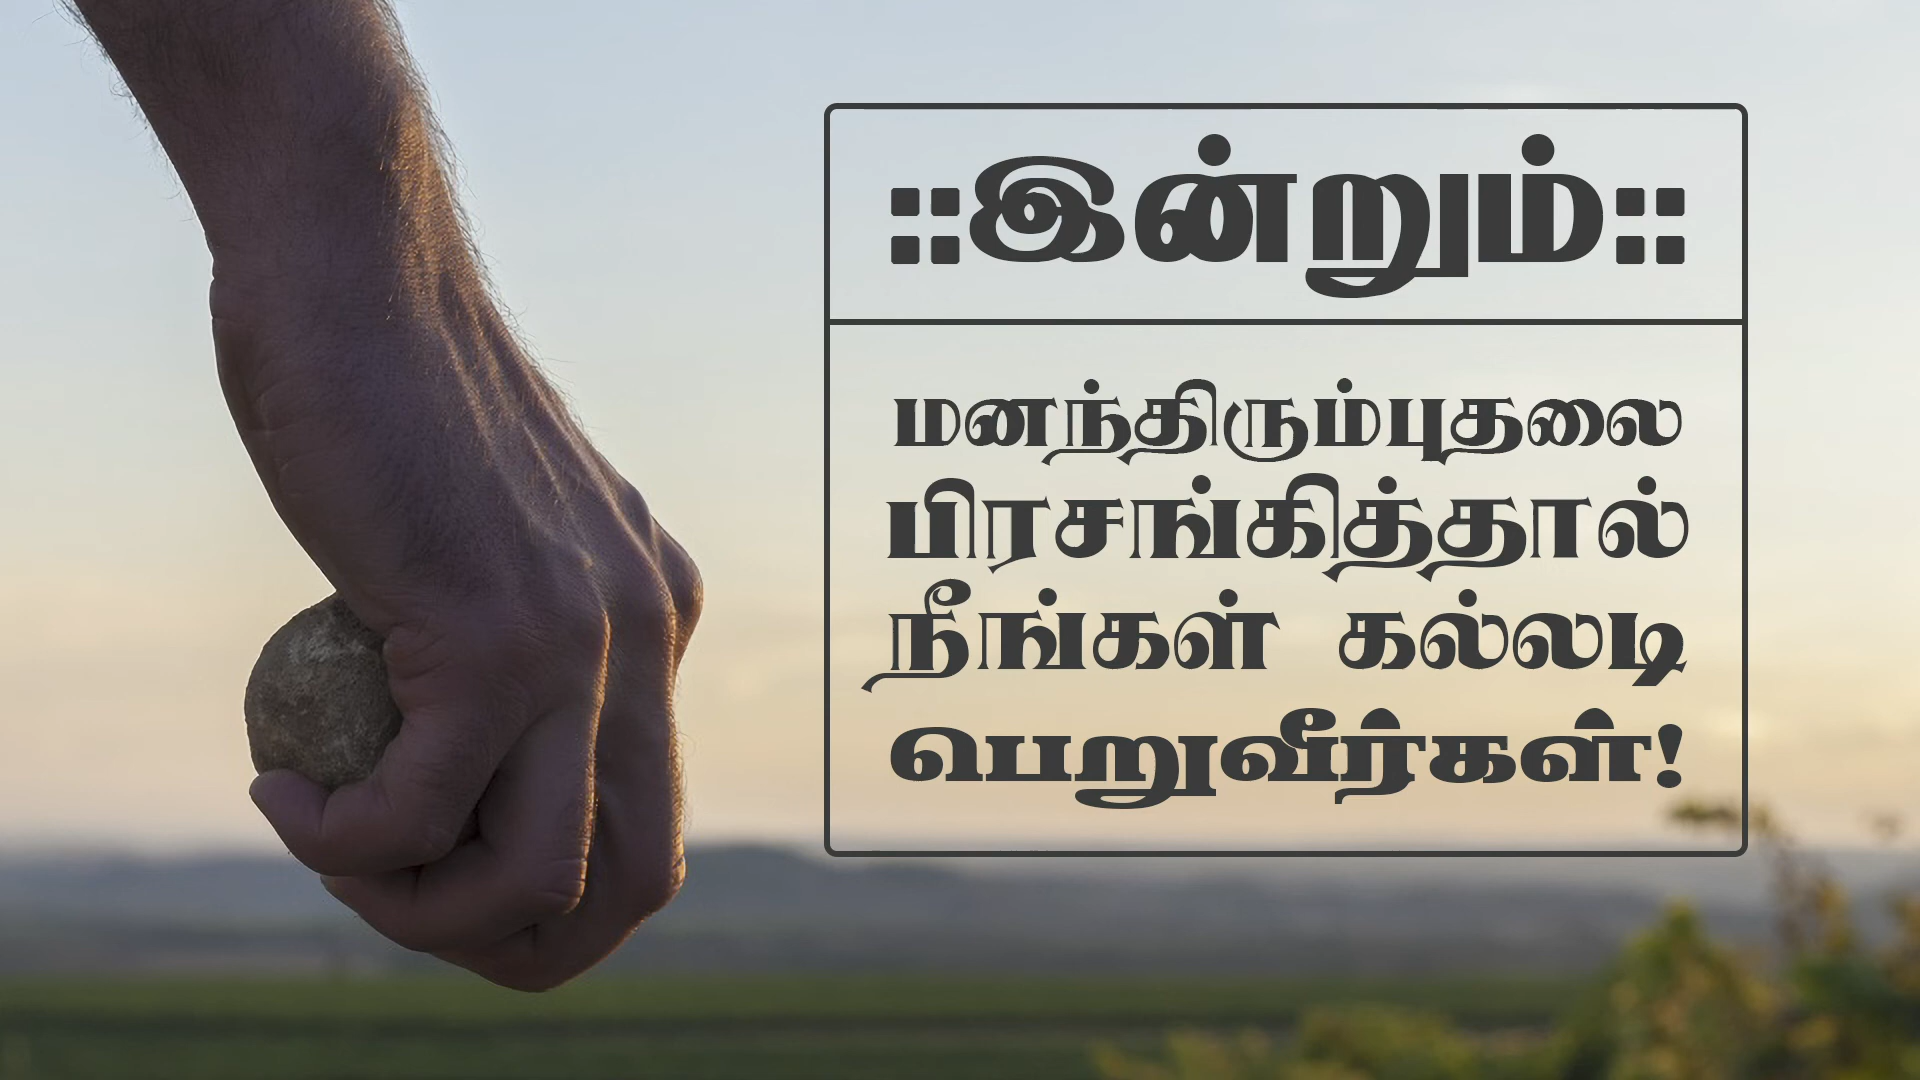 ::இன்றும்::
மனந்திரும்புதலை
பிரசங்கித்தால்
நீங்கள் கல்லடி
பெறுவீர்கள்!